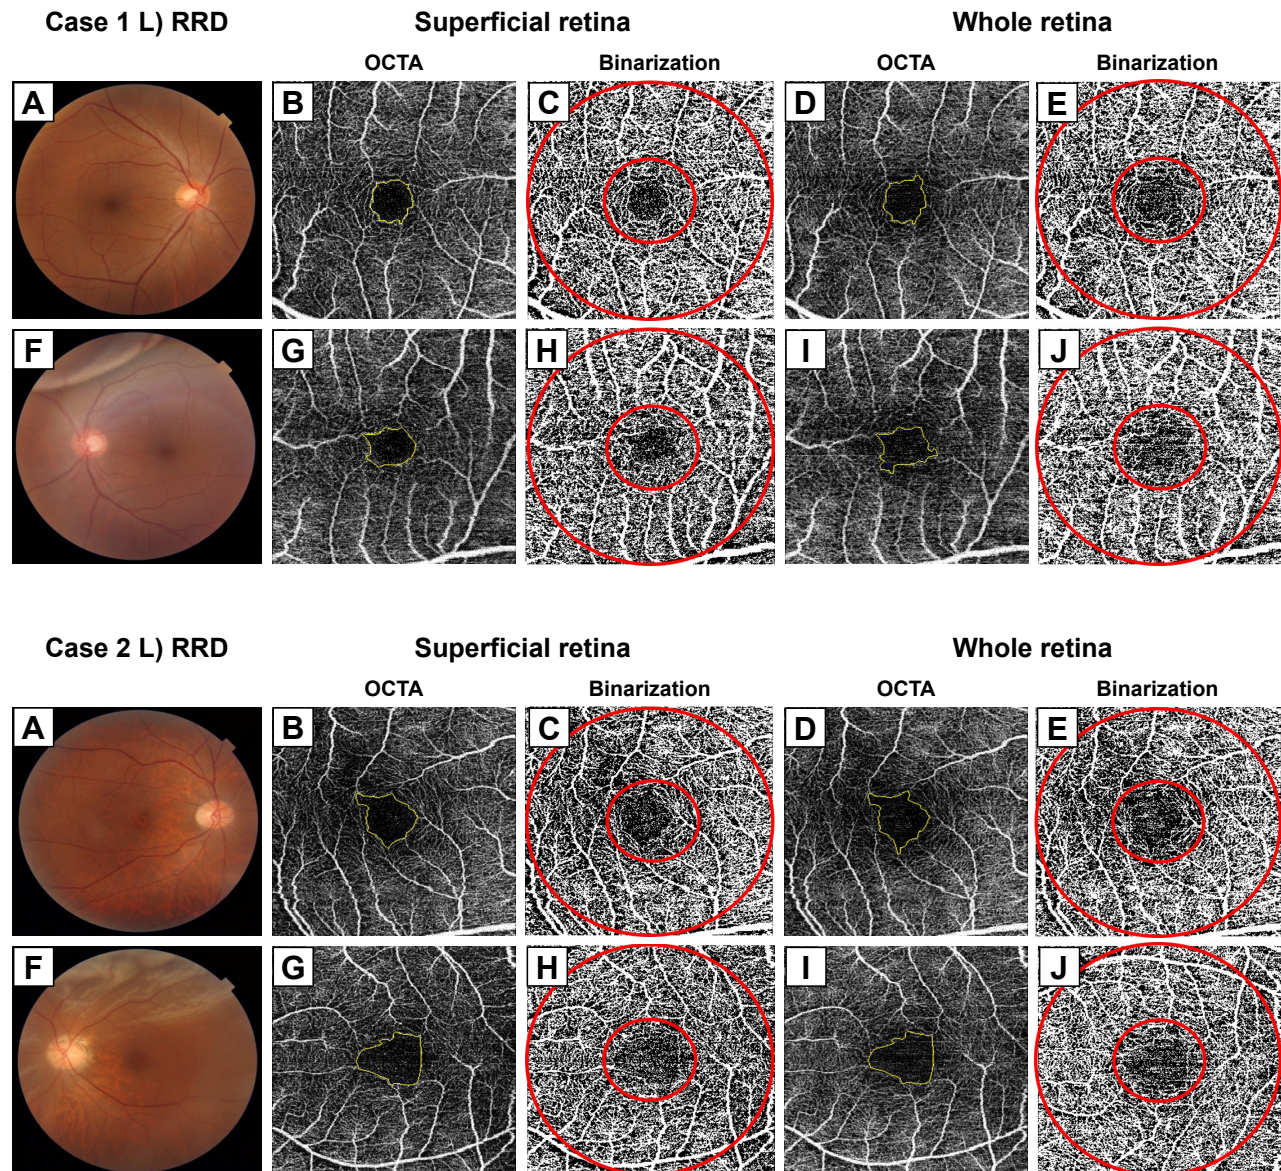 Case 1 L) RRD Superficial retina Whole retina
OCTA Binarization OCTA Binarization
A B C D E
F G H I J
Case 2 L) RRD Superficial retina Whole retina
OCTA Binarization OCTA Binarization
A B C D E
F G H I J